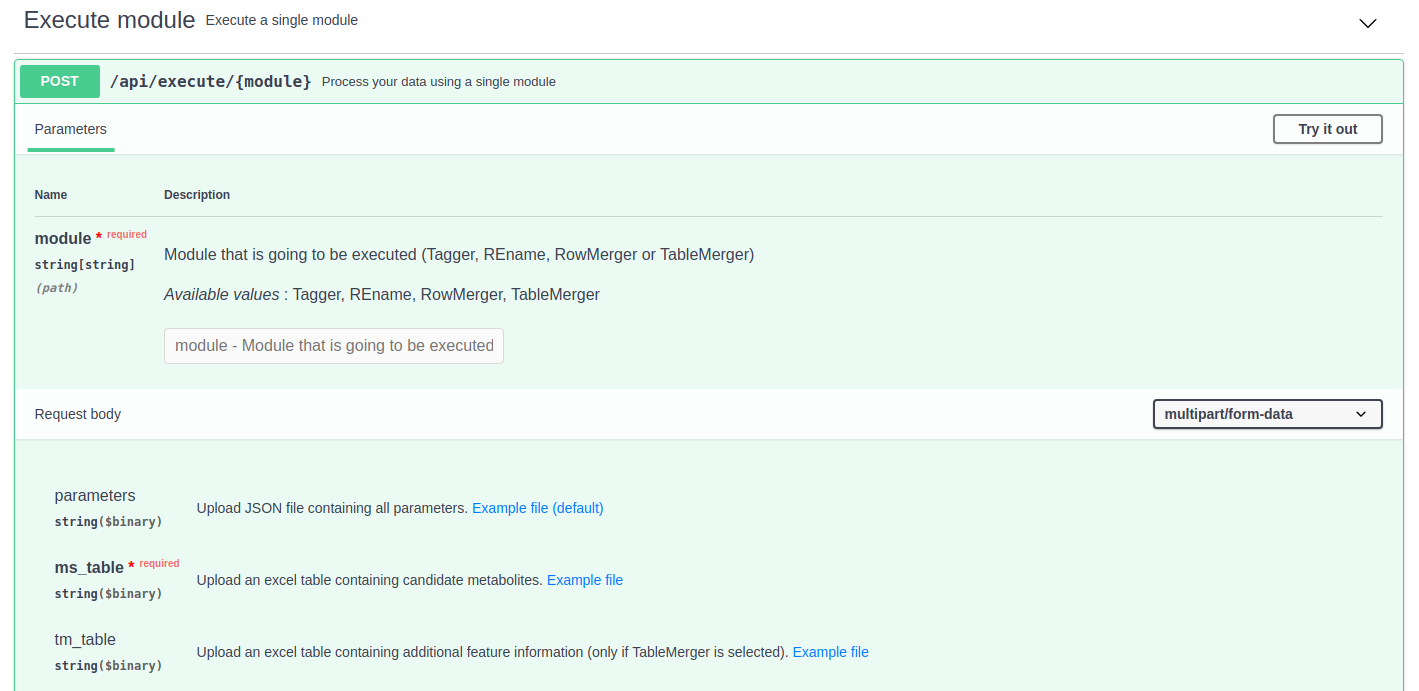 Execute module Execute a single module
POST /api/execute/{module} Process your data using a single module
Parameters Try it out
Name Description
module * required
string[string]
(path)
Module that is going to be executed (Tagger, REname, RowMerger or TableMerger)
Available values : Tagger, REname, RowMerger, TableMerger
module - Module that is going to be executed
Request body multipart/form-data
parameters
string($binary)
Upload JSON file containing all parameters. Example file (default)
ms_table * required
string($binary)
Upload an excel table containing candidate metabolites. Example file
tm_table
string($binary)
Upload an excel table containing additional feature information (only if TableMerger is selected). Example file